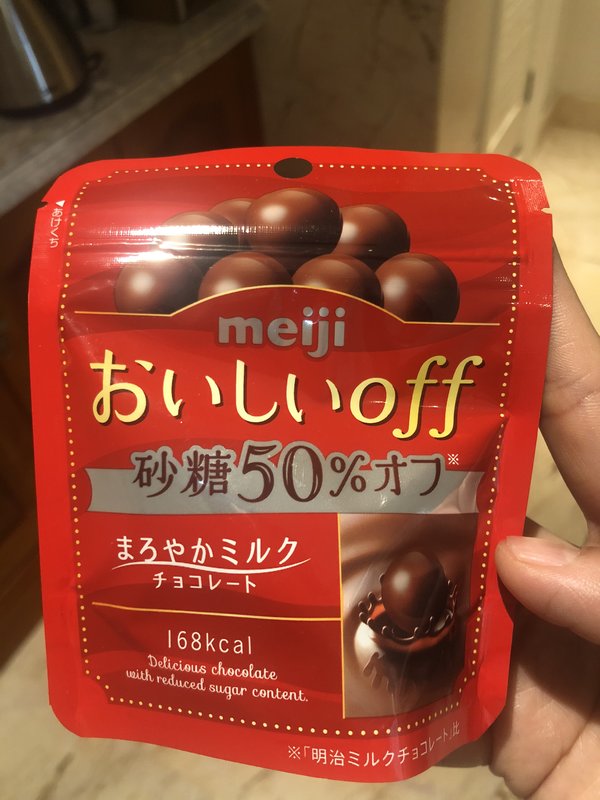 あけくち
meiji
おいしいoff
砂糖50%オフ※
まろやかミルク
チョコレート
168kcal
Delicious chocolate
with reduced sugar content.
※「明治ミルクチョコレート」比